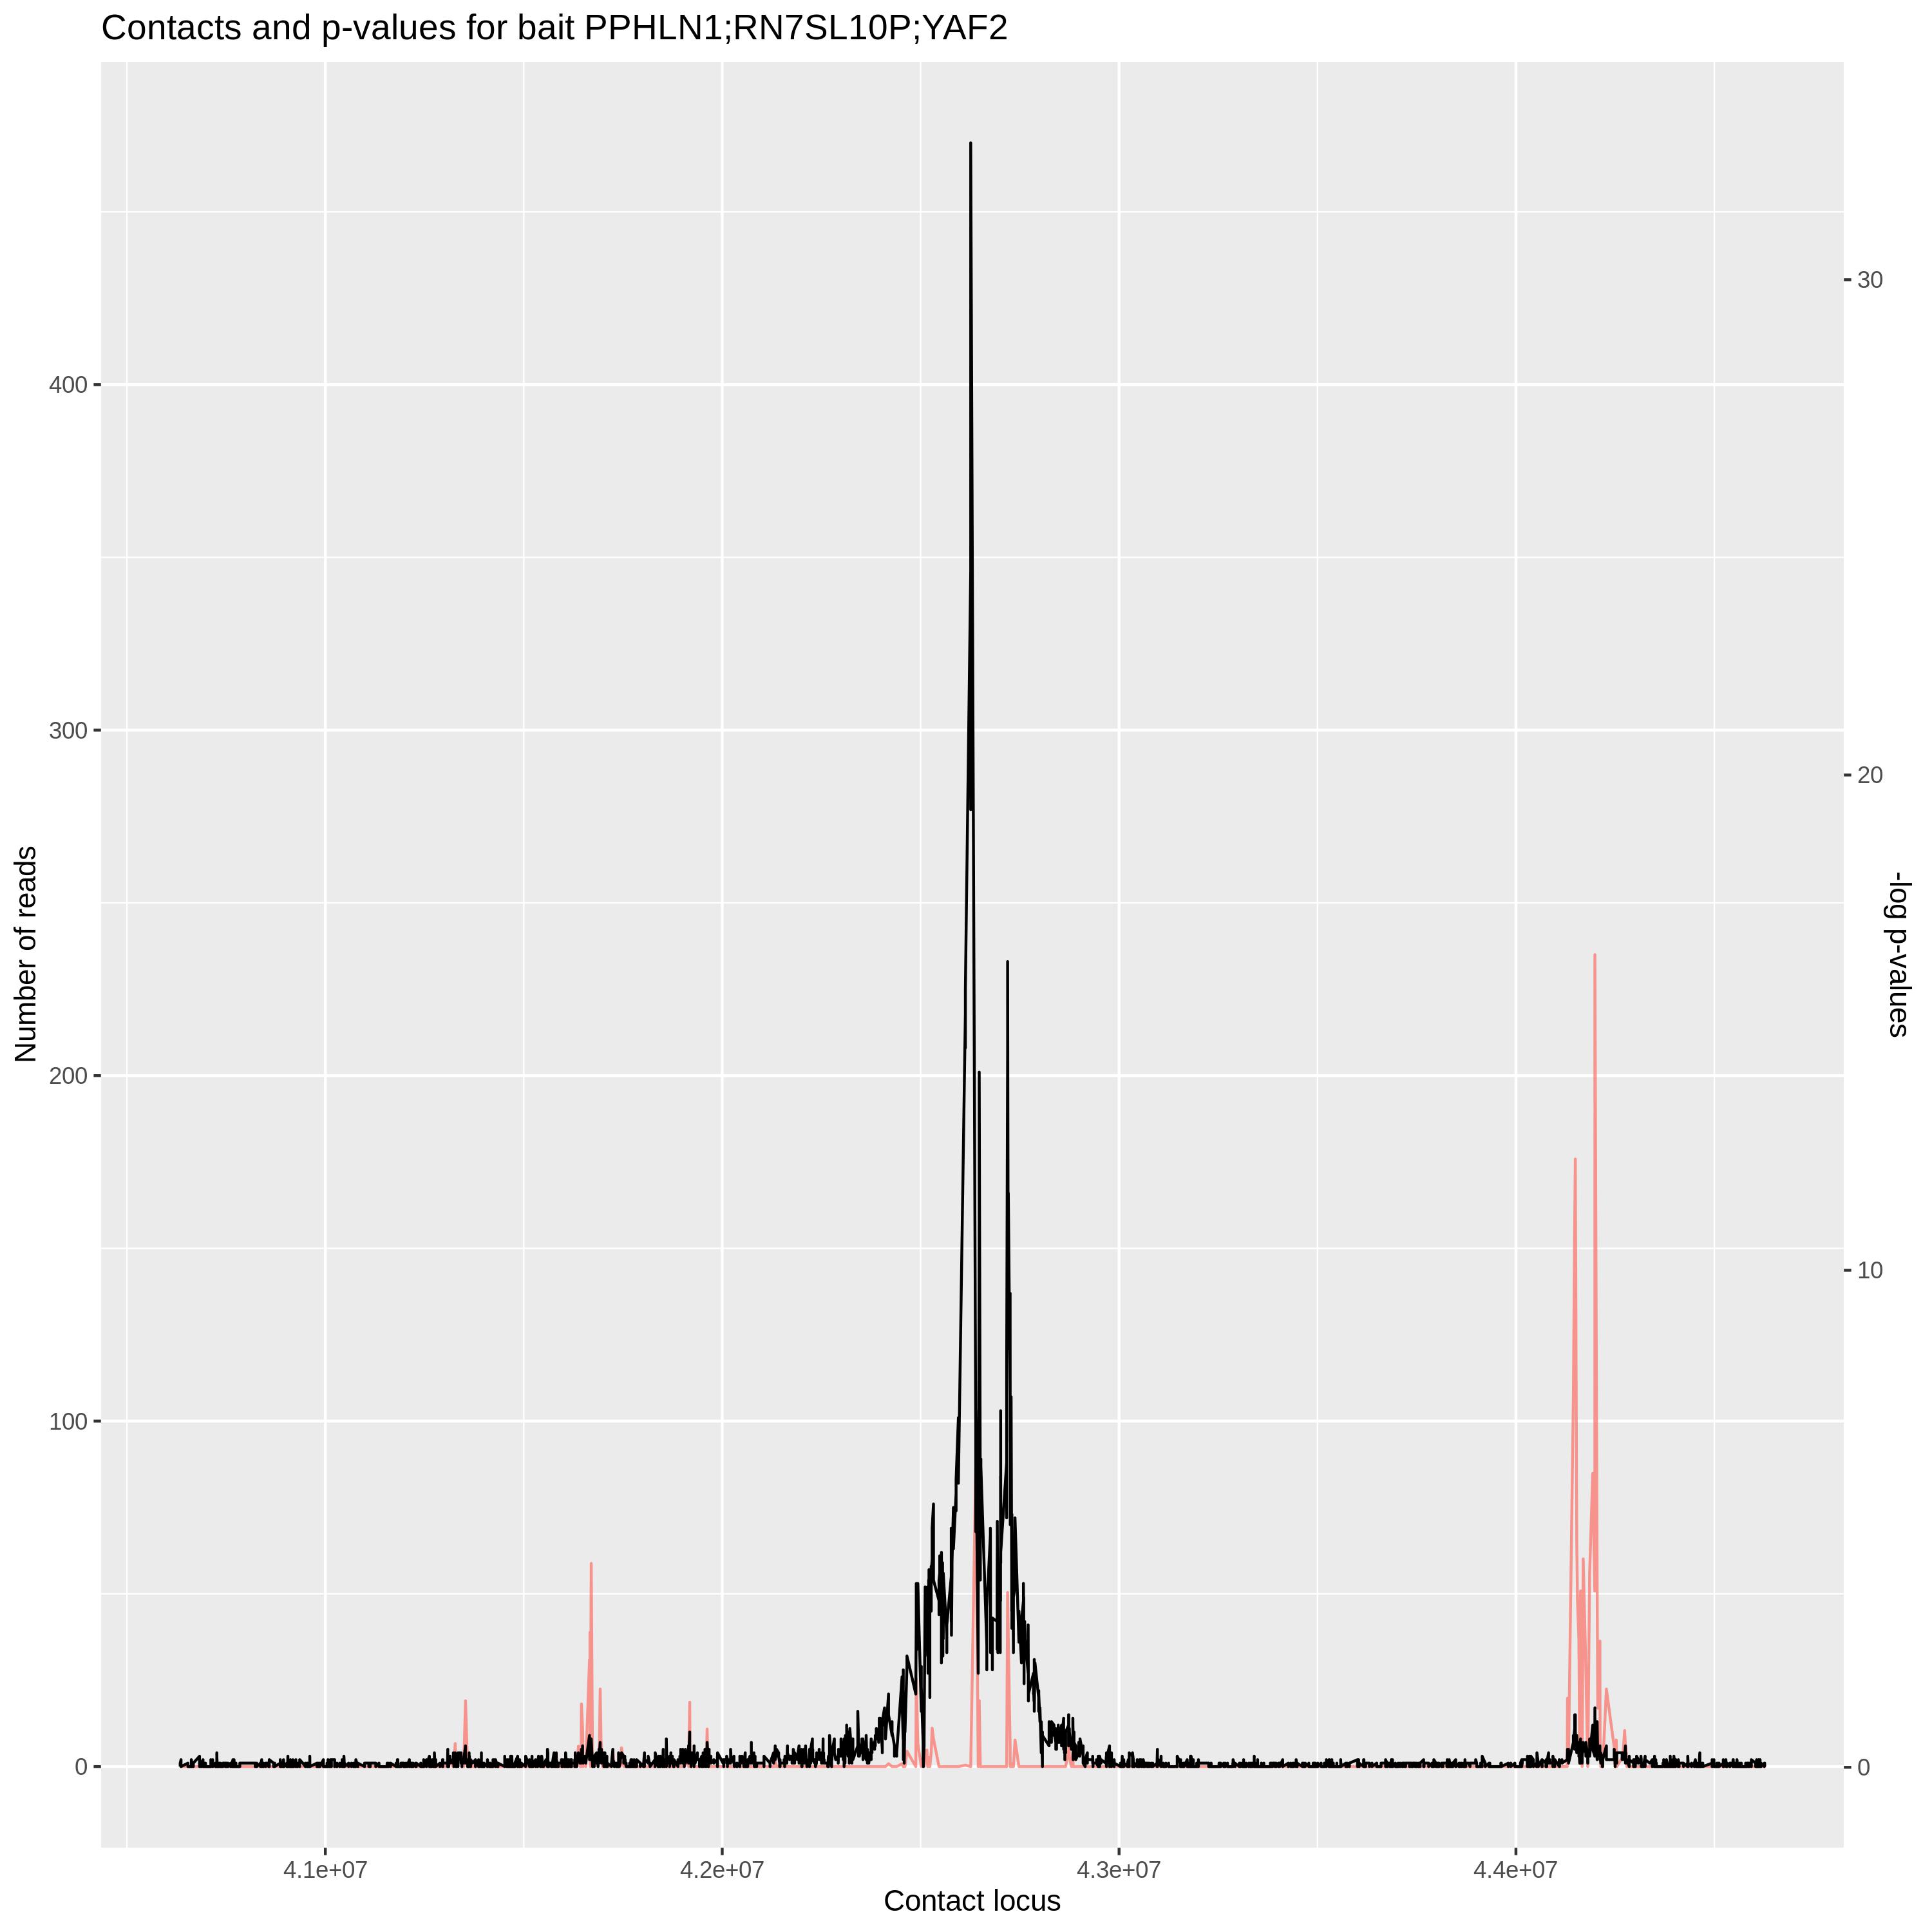 Contacts and p-values for bait PPHLN1;RN7SL10P;YAF2
Number of reads
400
300
200
100
0
30
20
10
0
-log p-values
4.1e+07
4.2e+07
4.3e+07
4.4e+07
Contact locus